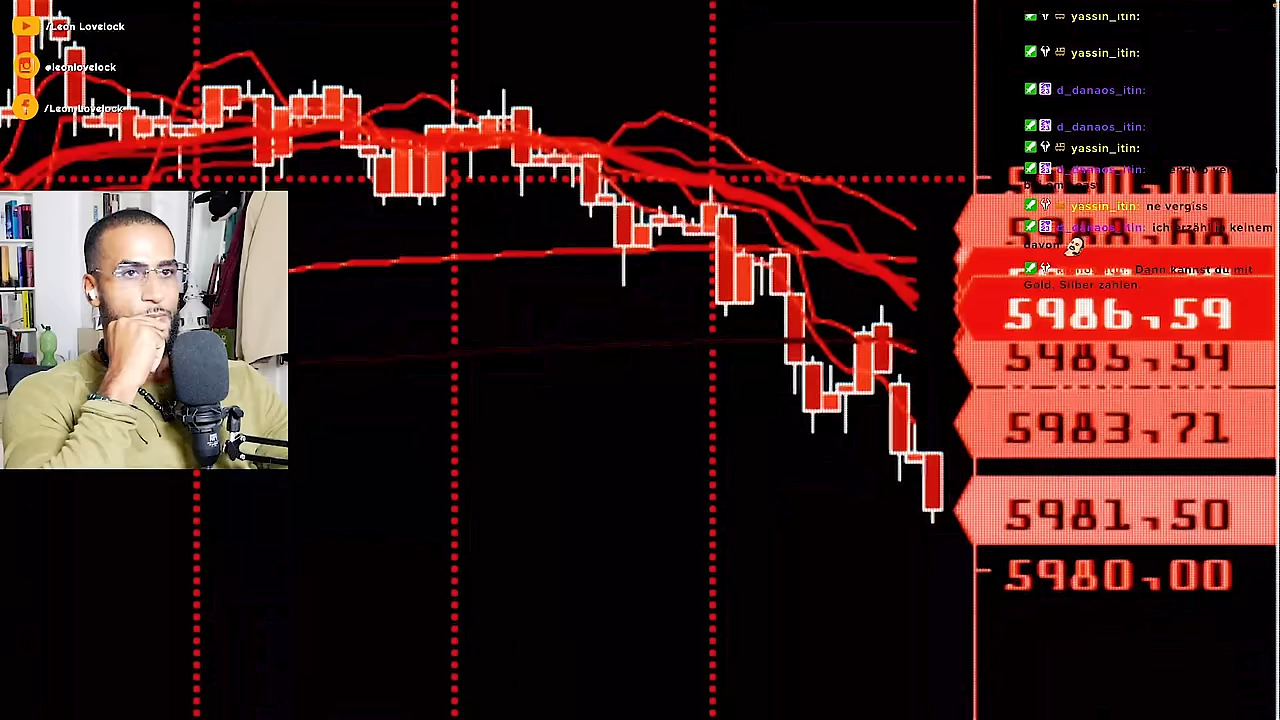 /Leon Lovelock
@leonlovelock
/Leon Lovelock
yassin_itin:
yassin_itin:
d_danaos_itin:
d_danaos_itin:
yassin_itin:
yassin_itin: ne vergiss
d_danaos_itin: ich erzähl keinem
davon
Dann kannst du mit
Gold, Silber zahlen.
5986,59
5983,71
5981,50
5980,00